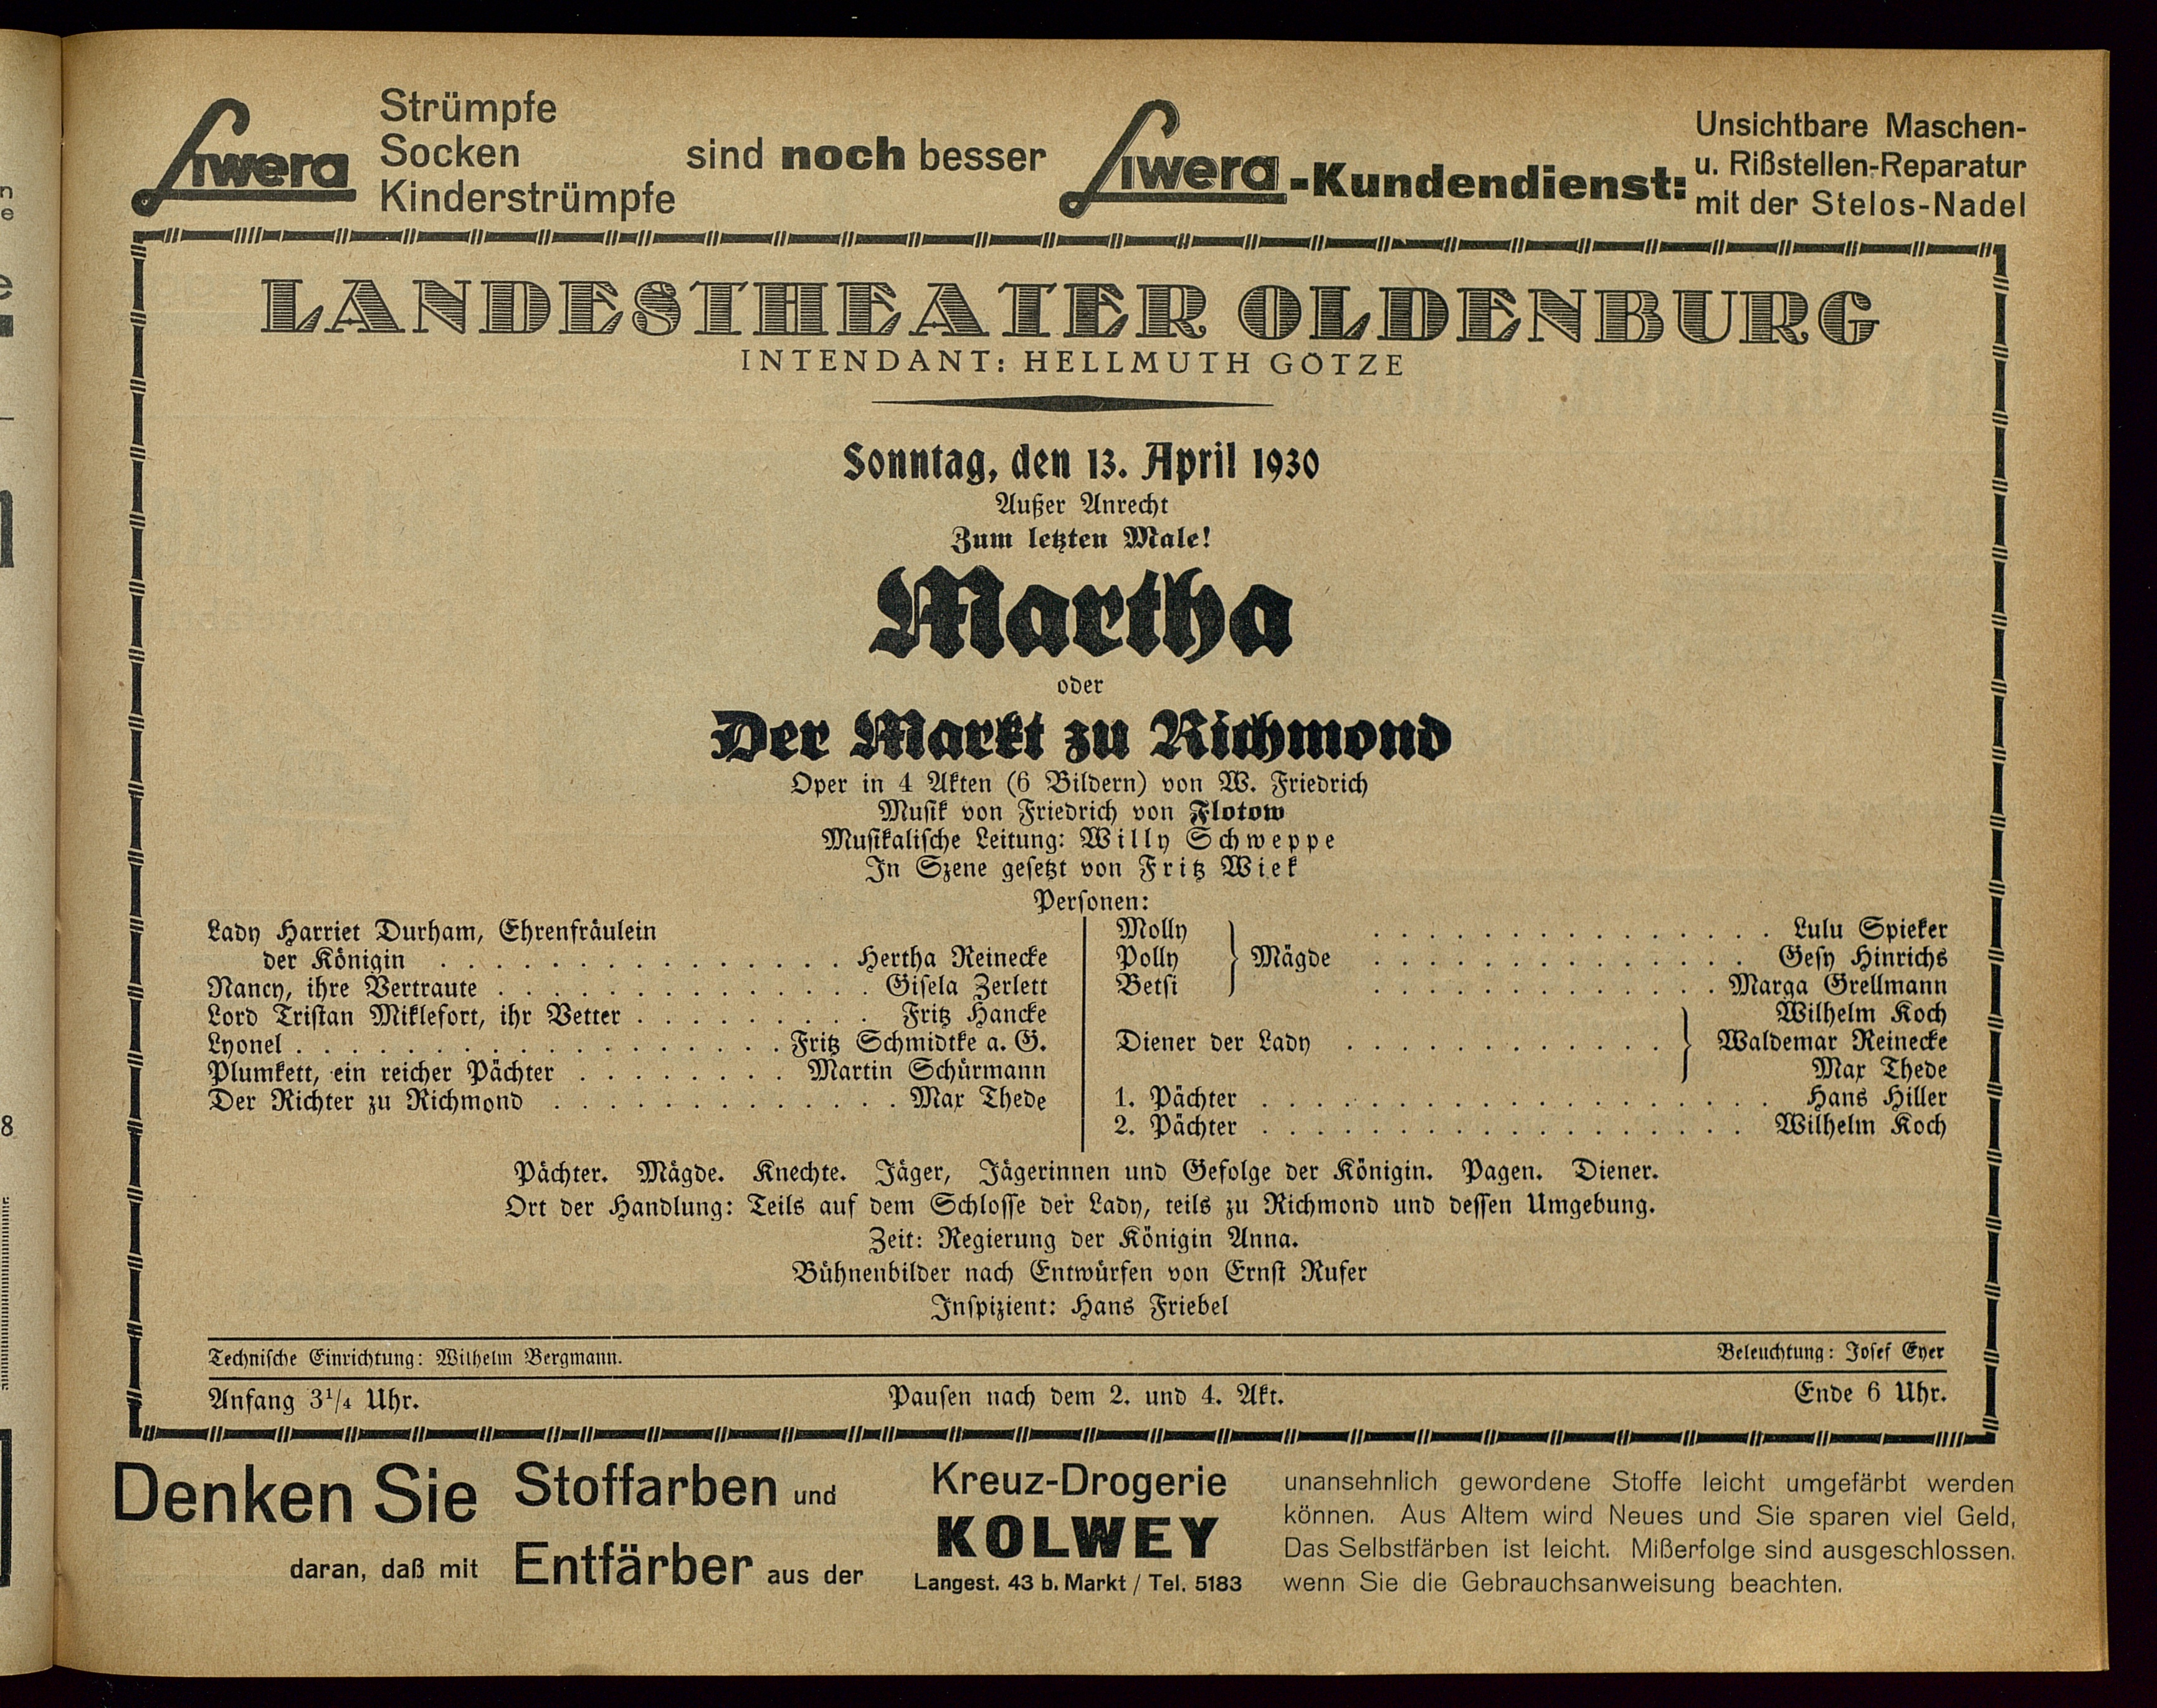 Liwera Strümpfe
Socken
Kinderstrümpfe
sind noch besser
Liwera-Kundendienst:
Unsichtbare Maschen-
u. Rißstellen-Reparatur
mit der Stelos-Nadel
LANDESTHEATER OLDENBURG
INTENDANT: HELLMUTH GÖTZE
Sonntag, den 13. April 1930
Außer Anrecht
Zum letzten Male!
Martha
oder
Der Markt zu Richmond
Oper in 4 Akten (6 Bildern) von W. Friedrich
Musik von Friedrich von Flotow
Musikalische Leitung: Willy Schweppe
In Szene gesetzt von Fritz Wiek
Personen:
Lady Harriet Durham, Ehrenfräulein
der Königin . . . . . . . . . . . . . . . Hertha Reinecke
Nancy, ihre Vertraute . . . . . . . . . . . . . . Gisela Zerlett
Lord Tristan Miklefort, ihr Vetter . . . . . . . . . Fritz Hancke
Lyonel . . . . . . . . . . . . . . . . . . Fritz Schmidtke a. G.
Plumkett, ein reicher Pächter . . . . . . . . Martin Schürmann
Der Richter zu Richmond . . . . . . . . . . . . . Max Thede
Molly . . . . . . . . . . . . . . . Lulu Spieker
Polly } Mägde . . . . . . . . . . . . . . Gesy Hinrichs
Betsi . . . . . . . . . . . . . Marga Grellmann
Wilhelm Koch
Diener der Lady . . . . . . . . . . . . } Waldemar Reinecke
Max Thede
1. Pächter . . . . . . . . . . . . . . . . . . . Hans Hiller
2. Pächter . . . . . . . . . . . . . . . . . . Wilhelm Koch
Pächter. Mägde. Knechte. Jäger, Jägerinnen und Gefolge der Königin. Pagen. Diener.
Ort der Handlung: Teils auf dem Schlosse der Lady, teils zu Richmond und dessen Umgebung.
Zeit: Regierung der Königin Anna.
Bühnenbilder nach Entwürfen von Ernst Rufer
Inspizient: Hans Friebel
Technische Einrichtung: Wilhelm Bergmann. Beleuchtung: Josef Eyer
Anfang 3¹/₄ Uhr. Pausen nach dem 2. und 4. Akt. Ende 6 Uhr.
Denken Sie
daran, daß mit
Stoffarben und
Entfärber aus der
Kreuz-Drogerie
KOLWEY
Langest. 43 b. Markt / Tel. 5183
unansehnlich gewordene Stoffe leicht umgefärbt werden
können. Aus Altem wird Neues und Sie sparen viel Geld,
Das Selbstfärben ist leicht. Mißerfolge sind ausgeschlossen.
wenn Sie die Gebrauchsanweisung beachten.